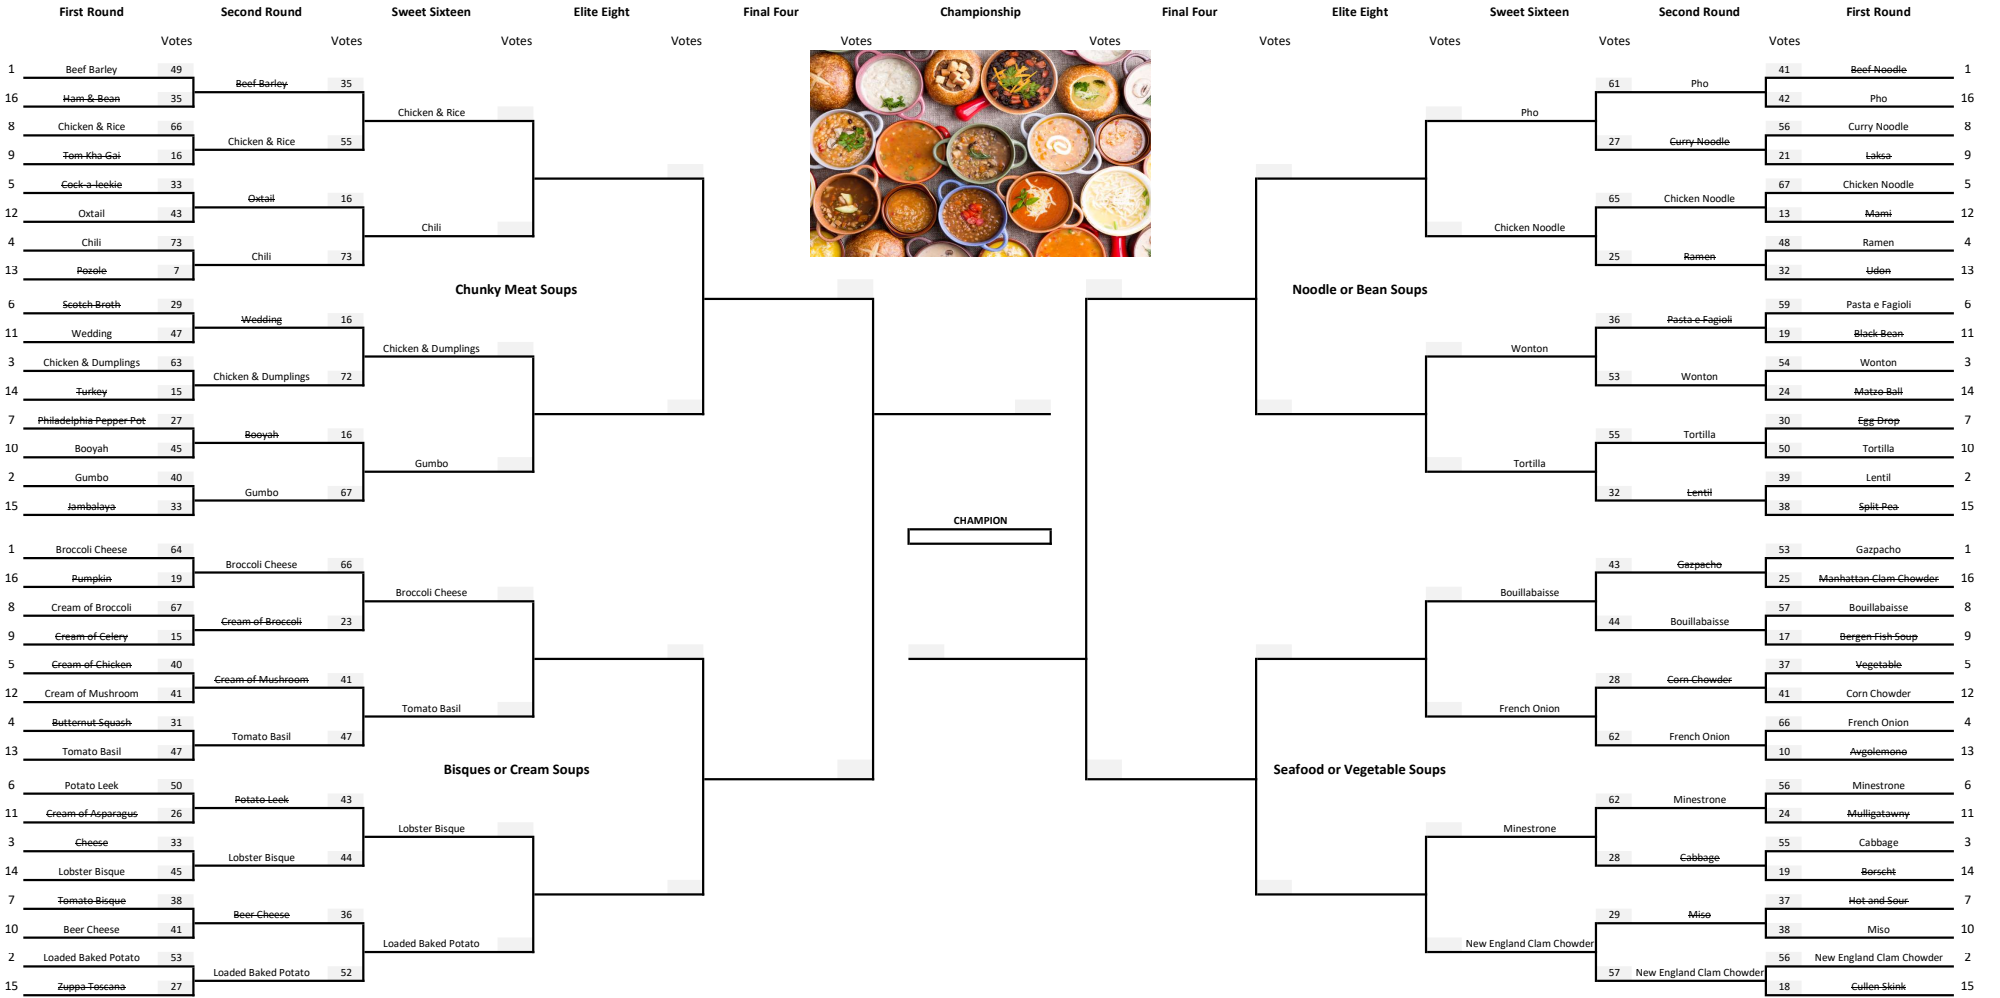 First Round Second Round Sweet Sixteen Elite Eight Final Four Championship Final Four Elite Eight Sweet Sixteen Second Round First Round
Votes Votes Votes Votes Votes Votes Votes Votes Votes Votes
1 Beef Barley 49
16 Ham & Bean 35
8 Chicken & Rice 66
9 Tom Kha Gai 16
5 Cock-a-leekie 33
12 Oxtail 43
4 Chili 73
13 Pozole 7
6 Scotch Broth 29
11 Wedding 47
3 Chicken & Dumplings 63
14 Turkey 15
7 Philadelphia Pepper Pot 27
10 Booyah 45
2 Gumbo 40
15 Jambalaya 33
Beef Barley 35
Chicken & Rice 55
Oxtail 16
Chili 73
Wedding 16
Chicken & Dumplings 72
Booyah 16
Gumbo 67
Chicken & Rice
Chili
Chicken & Dumplings
Gumbo
Chunky Meat Soups
1 Broccoli Cheese 64
16 Pumpkin 19
8 Cream of Broccoli 67
9 Cream of Celery 15
5 Cream of Chicken 40
12 Cream of Mushroom 41
4 Butternut Squash 31
13 Tomato Basil 47
6 Potato Leek 50
11 Cream of Asparagus 26
3 Cheese 33
14 Lobster Bisque 45
7 Tomato Bisque 38
10 Beer Cheese 41
2 Loaded Baked Potato 53
15 Zuppa Toscana 27
Broccoli Cheese 66
Cream of Broccoli 23
Cream of Mushroom 41
Tomato Basil 47
Potato Leek 43
Lobster Bisque 44
Beer Cheese 36
Loaded Baked Potato 52
Broccoli Cheese
Tomato Basil
Lobster Bisque
Loaded Baked Potato
Bisques or Cream Soups
CHAMPION
Noodle or Bean Soups
Pho
Chicken Noodle
Wonton
Tortilla
61 Pho
27 Curry Noodle
65 Chicken Noodle
25 Ramen
36 Pasta e Fagioli
53 Wonton
55 Tortilla
32 Lentil
41 Beef Noodle 1
42 Pho 16
56 Curry Noodle 8
21 Laksa 9
67 Chicken Noodle 5
13 Mami 12
48 Ramen 4
32 Udon 13
59 Pasta e Fagioli 6
19 Black Bean 11
54 Wonton 3
24 Matzo Ball 14
30 Egg Drop 7
50 Tortilla 10
39 Lentil 2
38 Split Pea 15
Seafood or Vegetable Soups
Bouillabaisse
French Onion
Minestrone
New England Clam Chowder
43 Gazpacho
44 Bouillabaisse
28 Corn Chowder
62 French Onion
62 Minestrone
28 Cabbage
29 Miso
57 New England Clam Chowder
53 Gazpacho 1
25 Manhattan Clam Chowder 16
57 Bouillabaisse 8
17 Bergen Fish Soup 9
37 Vegetable 5
41 Corn Chowder 12
66 French Onion 4
10 Avgolemono 13
56 Minestrone 6
24 Mulligatawny 11
55 Cabbage 3
19 Borscht 14
37 Hot and Sour 7
38 Miso 10
56 New England Clam Chowder 2
18 Cullen Skink 15